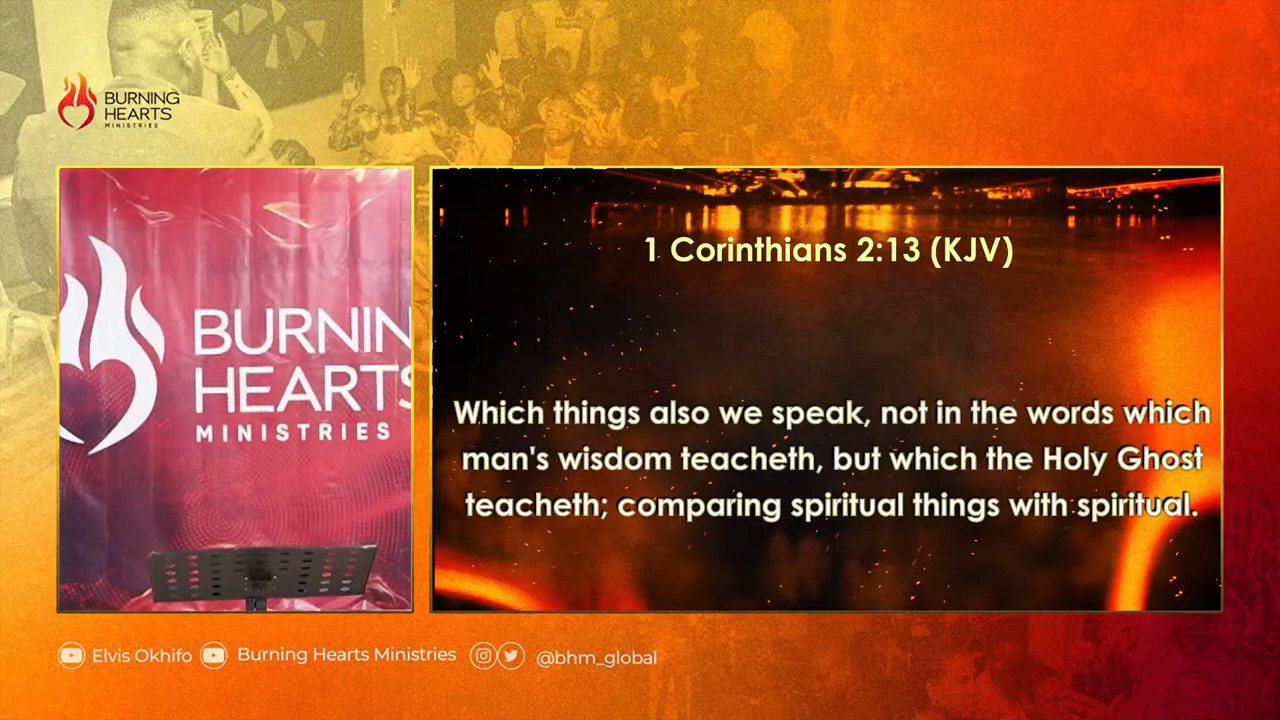 BURNING
HEARTS
MINISTRIES
BURNIN
HEARTS
MINISTRIES
1 Corinthians 2:13 (KJV)
Which things also we speak, not in the words which
man's wisdom teacheth, but which the Holy Ghost
teacheth; comparing spiritual things with spiritual.
Elvis Okhifo
Burning Hearts Ministries
@bhm_global